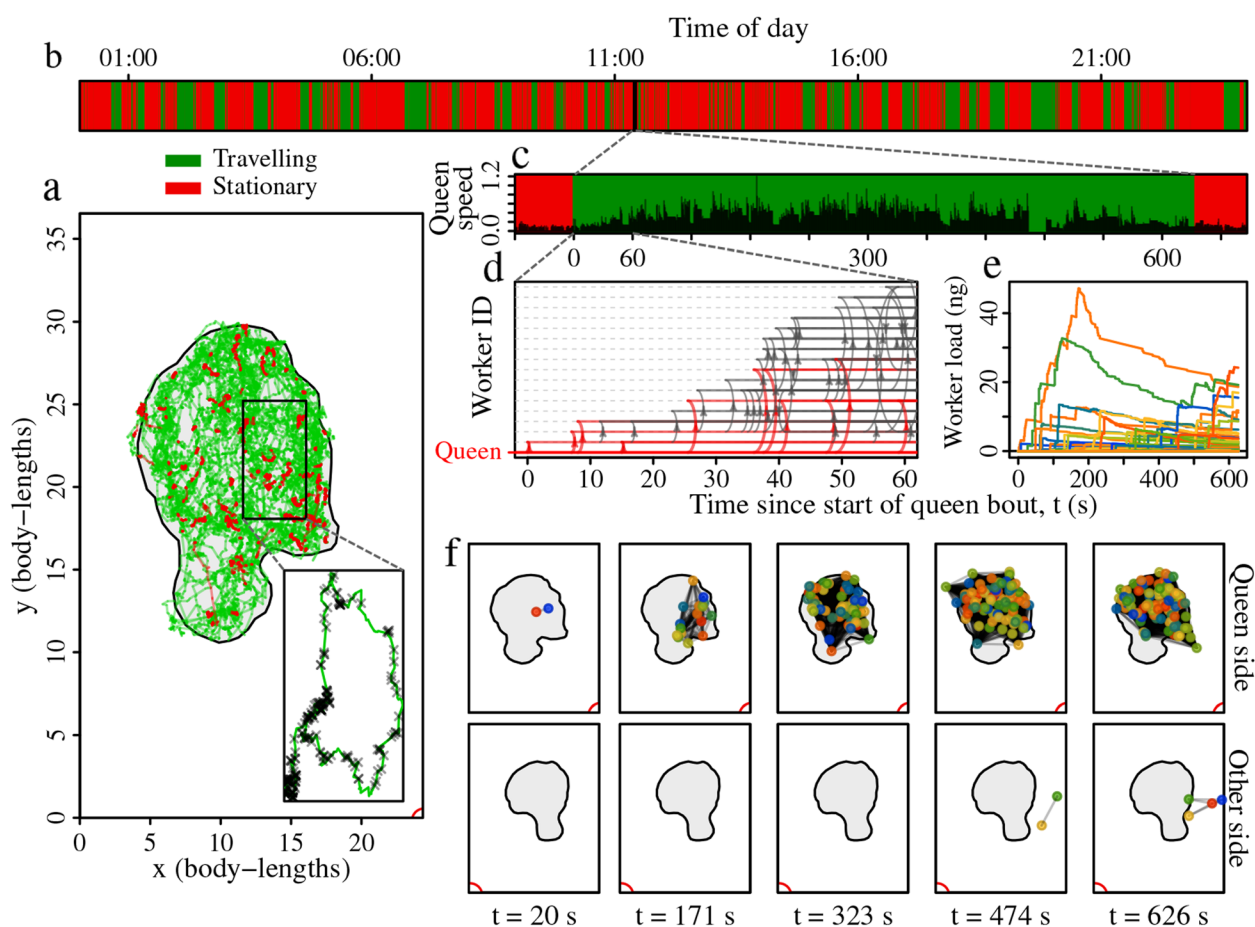 Time of day
b
01:00 06:00 11:00 16:00 21:00
Travelling
Stationary
a
35
30
25
20
15
10
5
0
y (body−lengths)
0 5 10 15 20
x (body−lengths)
c
Queen speed
0.0 1.2
0 60 300 600
d
Worker ID
Queen
0 10 20 30 40 50 60
e
Worker load (ng)
0 20 40
0 200 400 600
Time since start of queen bout, t (s)
f
Queen side
Other side
t = 20 s t = 171 s t = 323 s t = 474 s t = 626 s